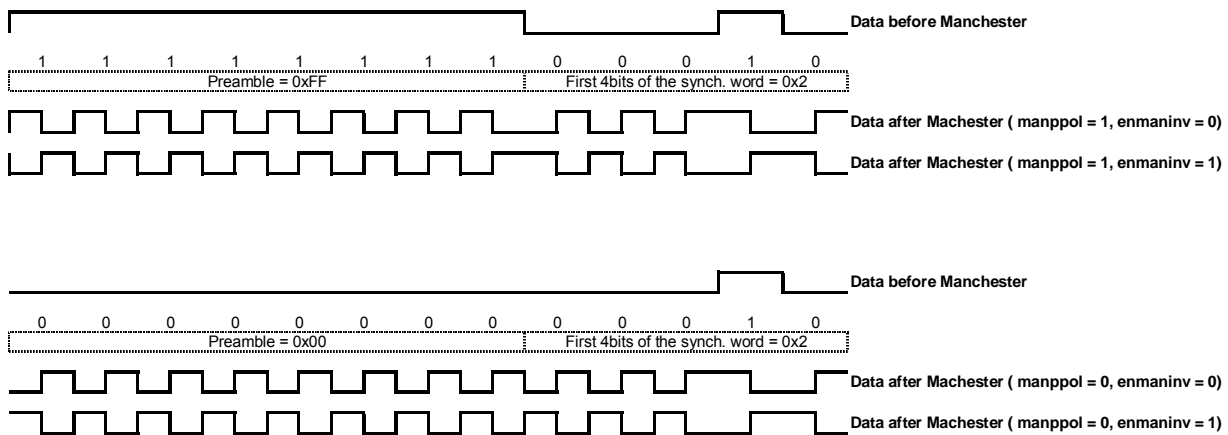 Data before Manchester
1 1 1 1 1 1 1 1 0 0 0 1 0
Preamble = 0xFF First 4bits of the synch. word = 0x2
Data after Machester ( manppol = 1, enmaninv = 0)
Data after Machester ( manppol = 1, enmaninv = 1)
Data before Manchester
0 0 0 0 0 0 0 0 0 0 0 1 0
Preamble = 0x00 First 4bits of the synch. word = 0x2
Data after Machester ( manppol = 0, enmaninv = 0)
Data after Machester ( manppol = 0, enmaninv = 1)